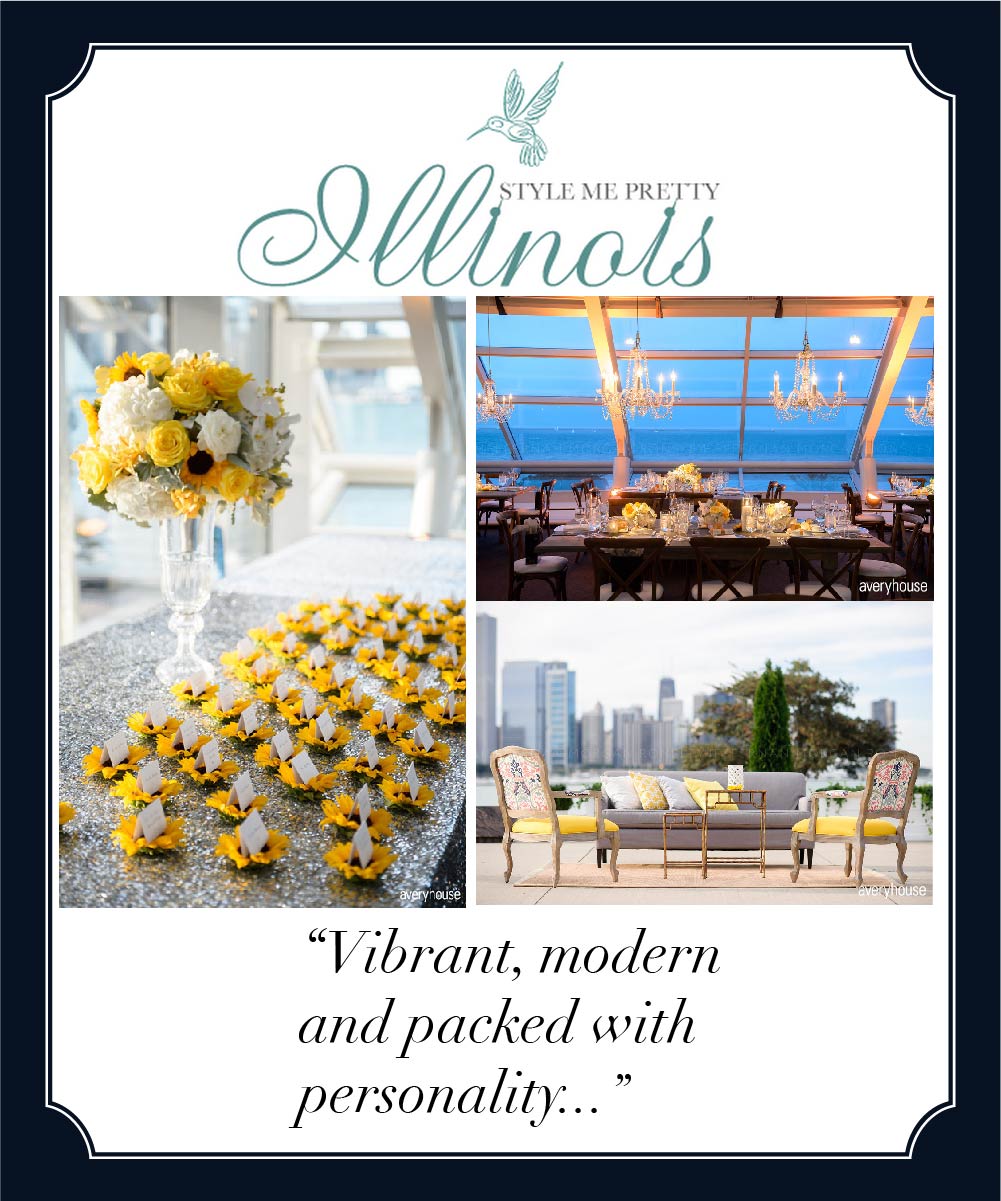 STYLE ME PRETTY
Illinois
averyhouse
averyhouse
averyhouse
“Vibrant, modern
and packed with
personality...”